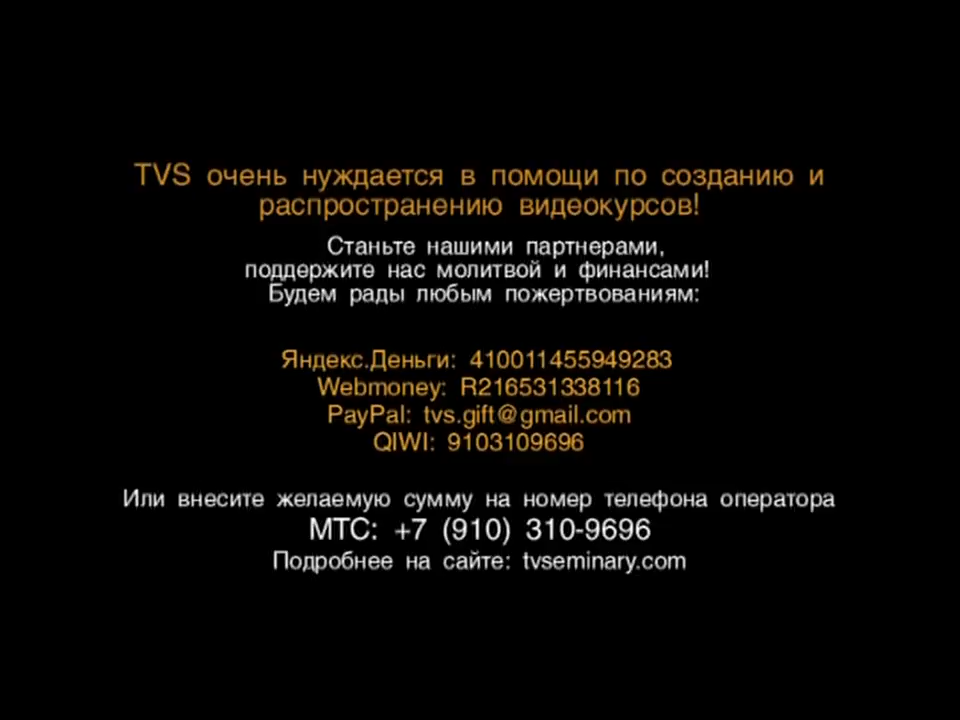 TVS очень нуждается в помощи по созданию и
распространению видеокурсов!
Станьте нашими партнерами,
поддержите нас молитвой и финансами!
Будем рады любым пожертвованиям:
Яндекс.Деньги: 410011455949283
Webmoney: R216531338116
PayPal: tvs.gift@gmail.com
QIWI: 9103109696
Или внесите желаемую сумму на номер телефона оператора
МТС: +7 (910) 310-9696
Подробнее на сайте: tvseminary.com